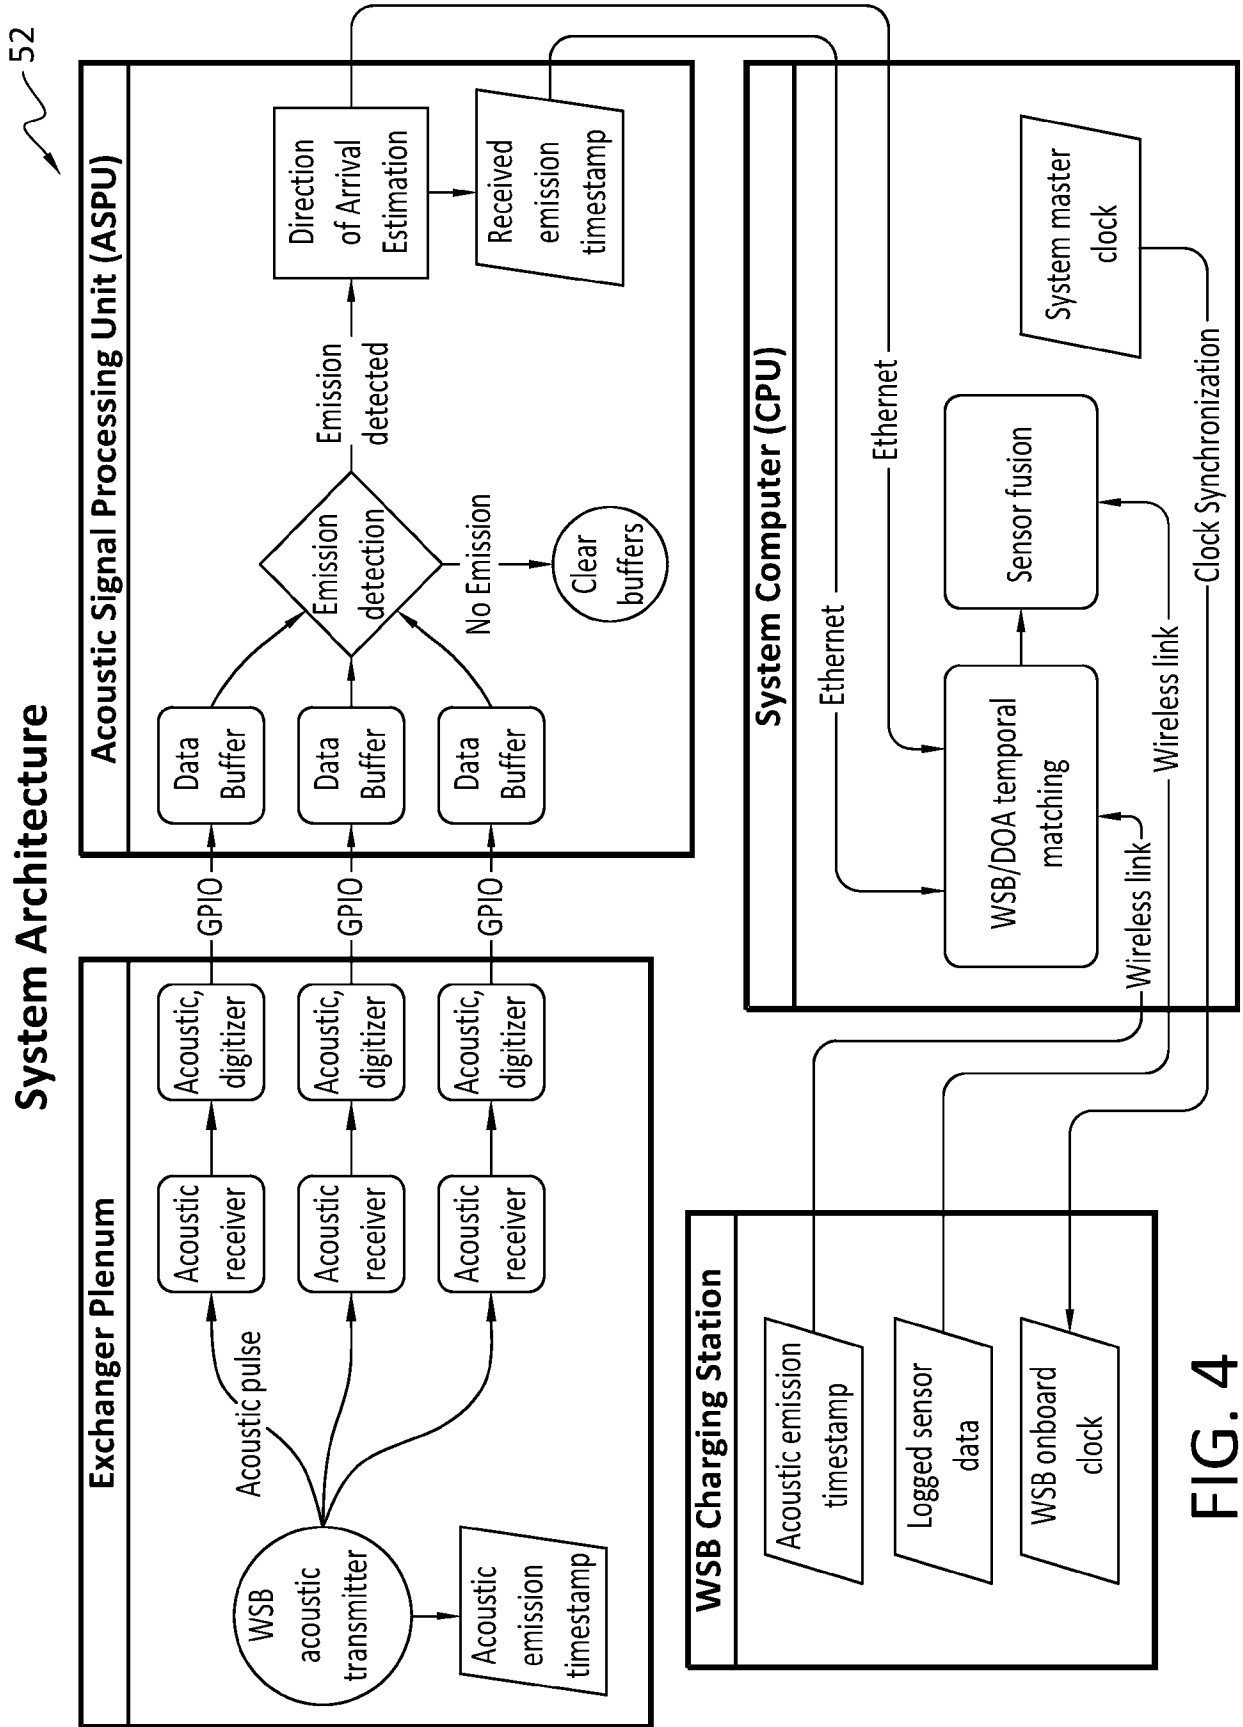 System Architecture
52
Exchanger Plenum
WSB
acoustic
transmitter
Acoustic
emission
timestamp
Acoustic pulse
Acoustic
receiver
Acoustic
receiver
Acoustic
receiver
Acoustic,
digitizer
Acoustic,
digitizer
Acoustic,
digitizer
GPIO
GPIO
GPIO
Acoustic Signal Processing Unit (ASPU)
Data
Buffer
Data
Buffer
Data
Buffer
Emission
detection
No Emission
Clear
buffers
Emission
detected
Direction
of Arrival
Estimation
Received
emission
timestamp
WSB Charging Station
Acoustic emission
timestamp
Logged sensor
data
WSB onboard
clock
System Computer (CPU)
Ethernet
Ethernet
WSB/DOA temporal
matching
Sensor fusion
System master
clock
Wireless link
Wireless link
Clock Synchronization
FIG. 4